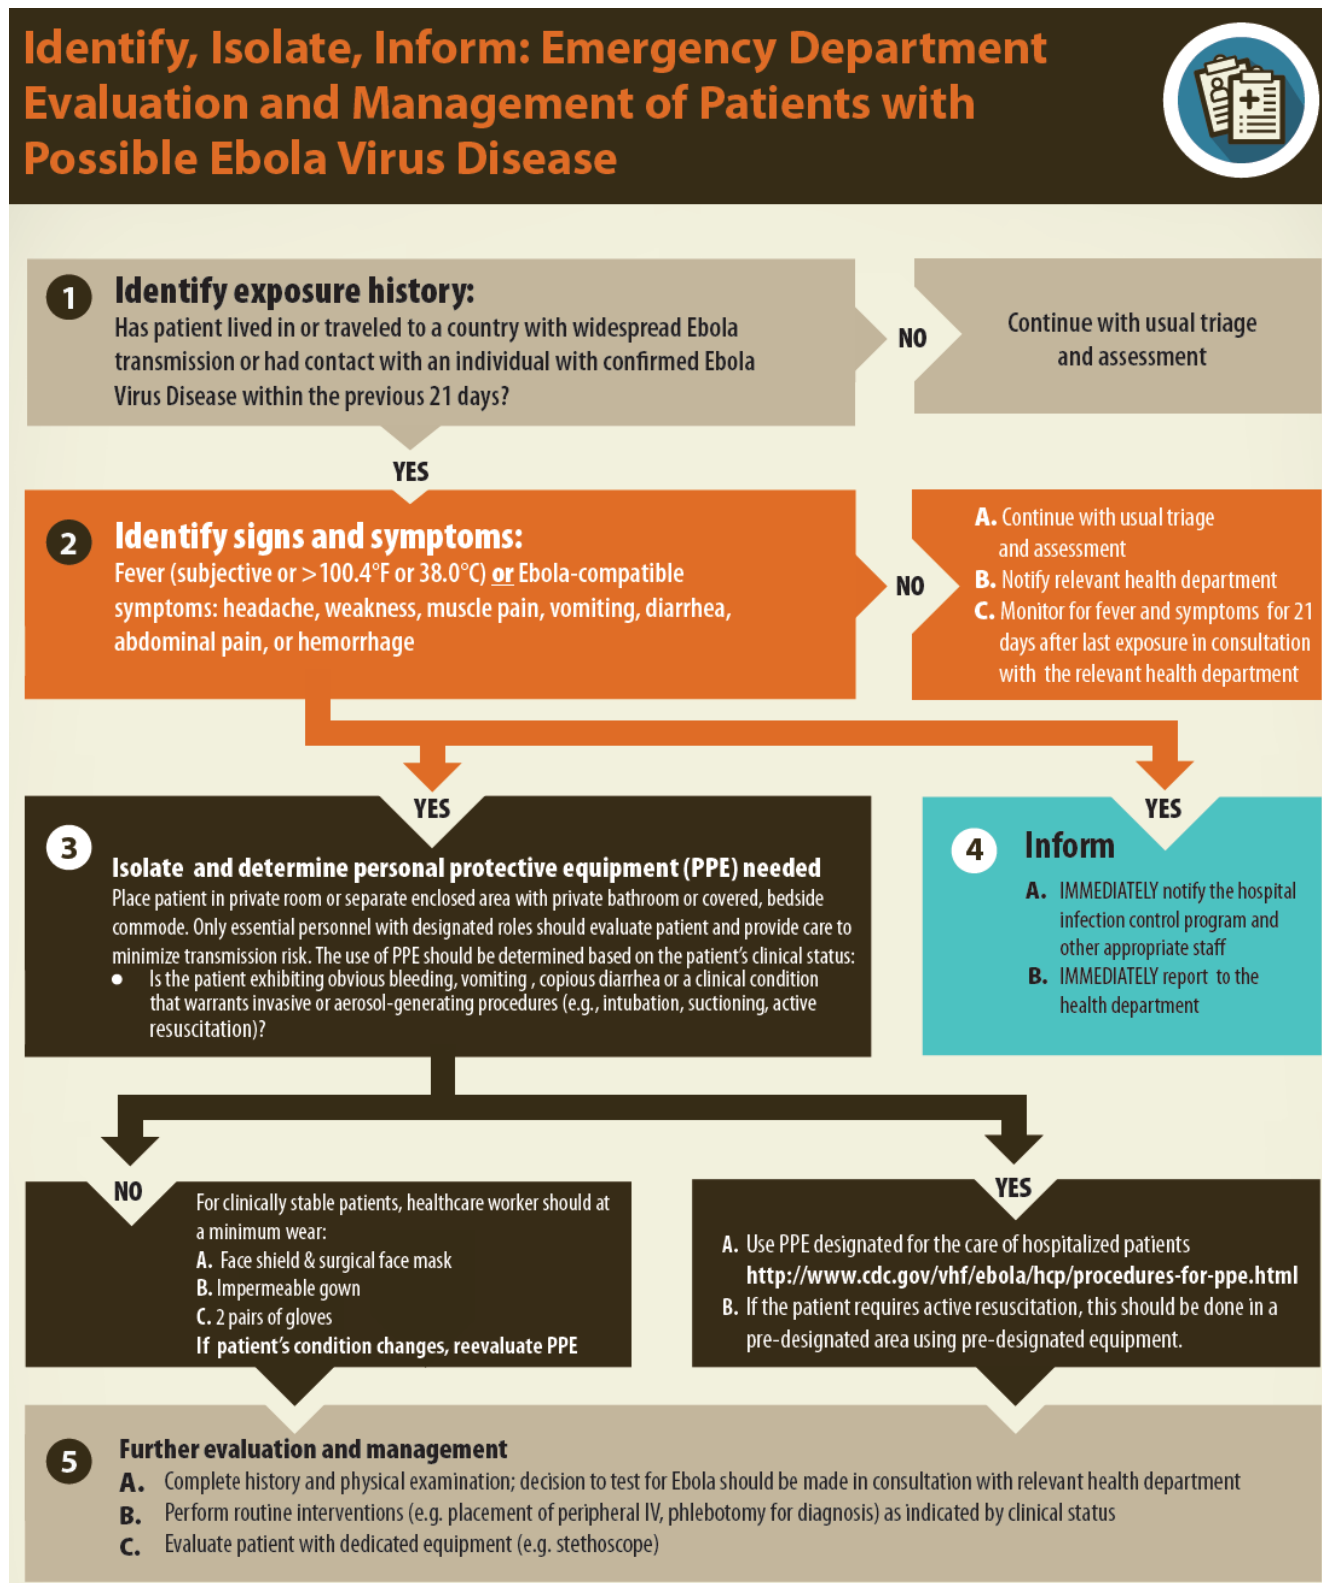 Identify, Isolate, Inform: Emergency Department
Evaluation and Management of Patients with
Possible Ebola Virus Disease
1
Identify exposure history:
Has patient lived in or traveled to a country with widespread Ebola
transmission or had contact with an individual with confirmed Ebola
Virus Disease within the previous 21 days?
NO
Continue with usual triage
and assessment
YES
2
Identify signs and symptoms:
Fever (subjective or >100.4°F or 38.0°C) or Ebola-compatible
symptoms: headache, weakness, muscle pain, vomiting, diarrhea,
abdominal pain, or hemorrhage
NO
A. Continue with usual triage
and assessment
B. Notify relevant health department
C. Monitor for fever and symptoms for 21
days after last exposure in consultation
with the relevant health department
YES
3
Isolate and determine personal protective equipment (PPE) needed
Place patient in private room or separate enclosed area with private bathroom or covered, bedside
commode. Only essential personnel with designated roles should evaluate patient and provide care to
minimize transmission risk. The use of PPE should be determined based on the patient's clinical status:
● Is the patient exhibiting obvious bleeding, vomiting , copious diarrhea or a clinical condition
that warrants invasive or aerosol-generating procedures (e.g., intubation, suctioning, active
resuscitation)?
YES
4
Inform
A. IMMEDIATELY notify the hospital
infection control program and
other appropriate staff
B. IMMEDIATELY report to the
health department
NO
For clinically stable patients, healthcare worker should at
a minimum wear:
A. Face shield & surgical face mask
B. Impermeable gown
C. 2 pairs of gloves
If patient's condition changes, reevaluate PPE
YES
A. Use PPE designated for the care of hospitalized patients
http://www.cdc.gov/vhf/ebola/hcp/procedures-for-ppe.html
B. If the patient requires active resuscitation, this should be done in a
pre-designated area using pre-designated equipment.
5
Further evaluation and management
A. Complete history and physical examination; decision to test for Ebola should be made in consultation with relevant health department
B. Perform routine interventions (e.g. placement of peripheral IV, phlebotomy for diagnosis) as indicated by clinical status
C. Evaluate patient with dedicated equipment (e.g. stethoscope)